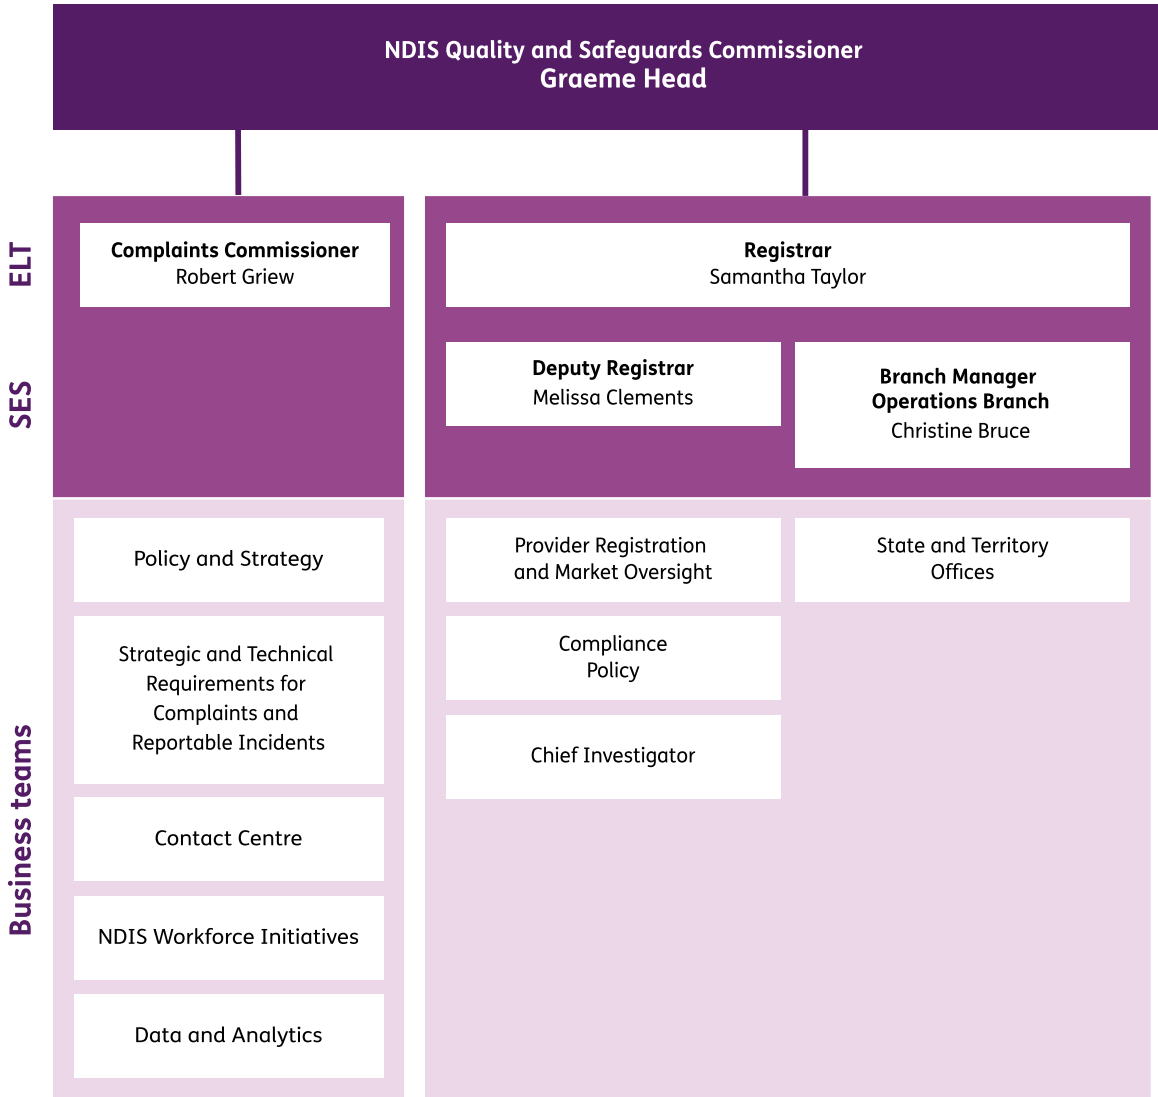 NDIS Quality and Safeguards Commissioner
Graeme Head
ELT
Complaints Commissioner
Robert Griew
Registrar
Samantha Taylor
SES
Deputy Registrar
Melissa Clements
Branch Manager
Operations Branch
Christine Bruce
Business teams
Policy and Strategy
Strategic and Technical
Requirements for
Complaints and
Reportable Incidents
Contact Centre
NDIS Workforce Initiatives
Data and Analytics
Provider Registration
and Market Oversight
Compliance
Policy
Chief Investigator
State and Territory
Offices